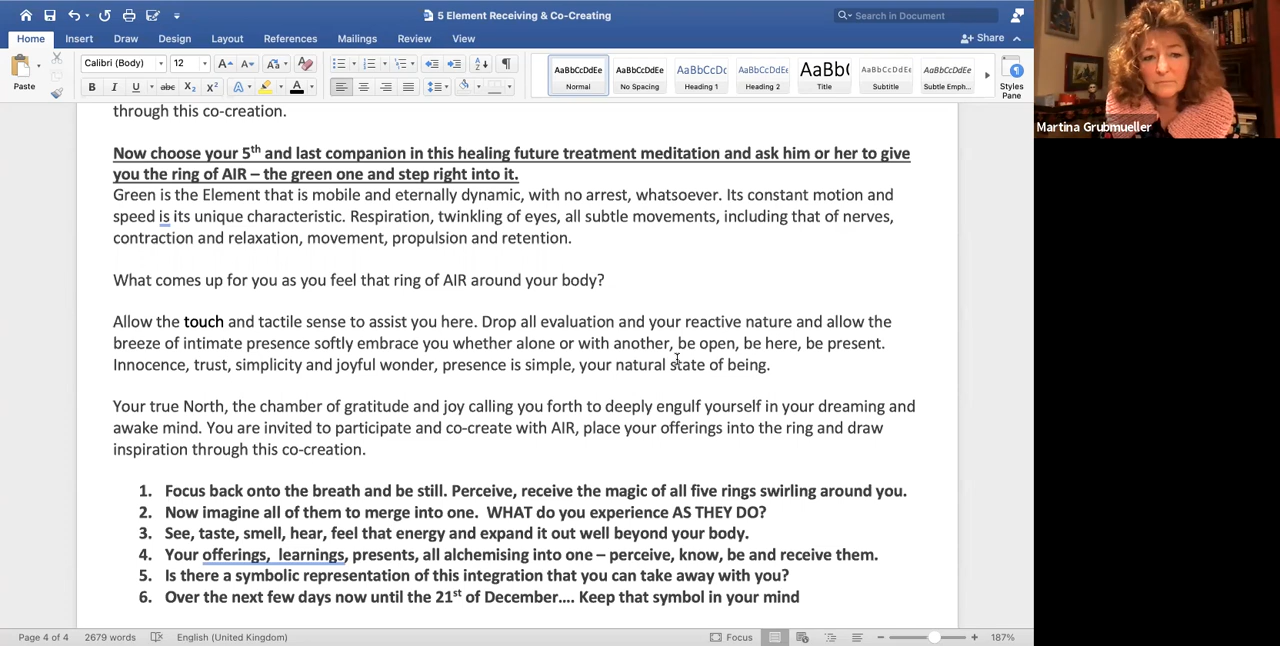 5 Element Receiving & Co-Creating
Search in Document
Home Insert Draw Design Layout References Mailings Review View
Share
Paste
Calibri (Body) 12
AaBbCcDdEe AaBbCcDdEe AaBbCcDc AaBbCcDdEe AaBb( AaBbCcDdEe AaBbCcDdEe
Normal No Spacing Heading 1 Heading 2 Title Subtitle Subtle Emph...
Styles
Pane
Martina Grubmueller
through this co-creation.
Now choose your 5th and last companion in this healing future treatment meditation and ask him or her to give
you the ring of AIR – the green one and step right into it.
Green is the Element that is mobile and eternally dynamic, with no arrest, whatsoever. Its constant motion and
speed is its unique characteristic. Respiration, twinkling of eyes, all subtle movements, including that of nerves,
contraction and relaxation, movement, propulsion and retention.
What comes up for you as you feel that ring of AIR around your body?
Allow the touch and tactile sense to assist you here. Drop all evaluation and your reactive nature and allow the
breeze of intimate presence softly embrace you whether alone or with another, be open, be here, be present.
Innocence, trust, simplicity and joyful wonder, presence is simple, your natural state of being.
Your true North, the chamber of gratitude and joy calling you forth to deeply engulf yourself in your dreaming and
awake mind. You are invited to participate and co-create with AIR, place your offerings into the ring and draw
inspiration through this co-creation.
1. Focus back onto the breath and be still. Perceive, receive the magic of all five rings swirling around you.
2. Now imagine all of them to merge into one. WHAT do you experience AS THEY DO?
3. See, taste, smell, hear, feel that energy and expand it out well beyond your body.
4. Your offerings, learnings, presents, all alchemising into one – perceive, know, be and receive them.
5. Is there a symbolic representation of this integration that you can take away with you?
6. Over the next few days now until the 21st of December…. Keep that symbol in your mind
Page 4 of 4 2679 words English (United Kingdom) Focus 187%